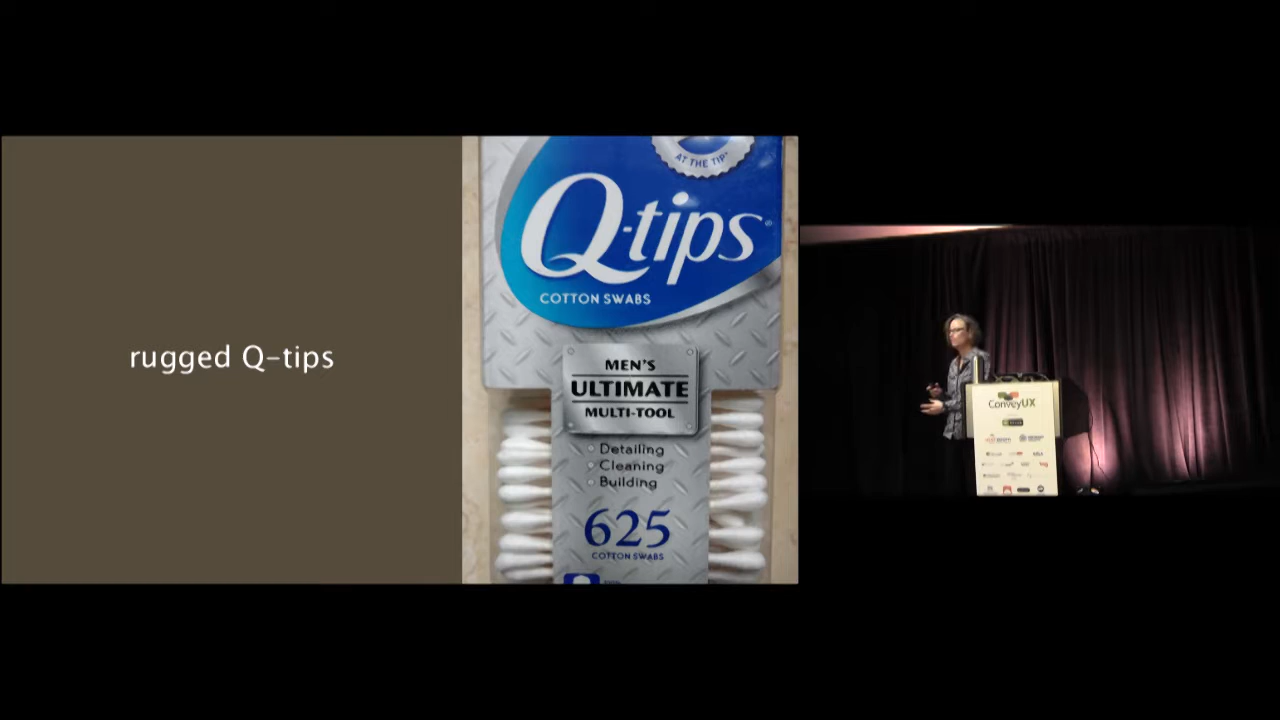 rugged Q-tips
AT THE TIP*
Q-tips®
COTTON SWABS
MEN'S
ULTIMATE
MULTI-TOOL
Detailing
Cleaning
Building
625
COTTON SWABS
ConveyUX